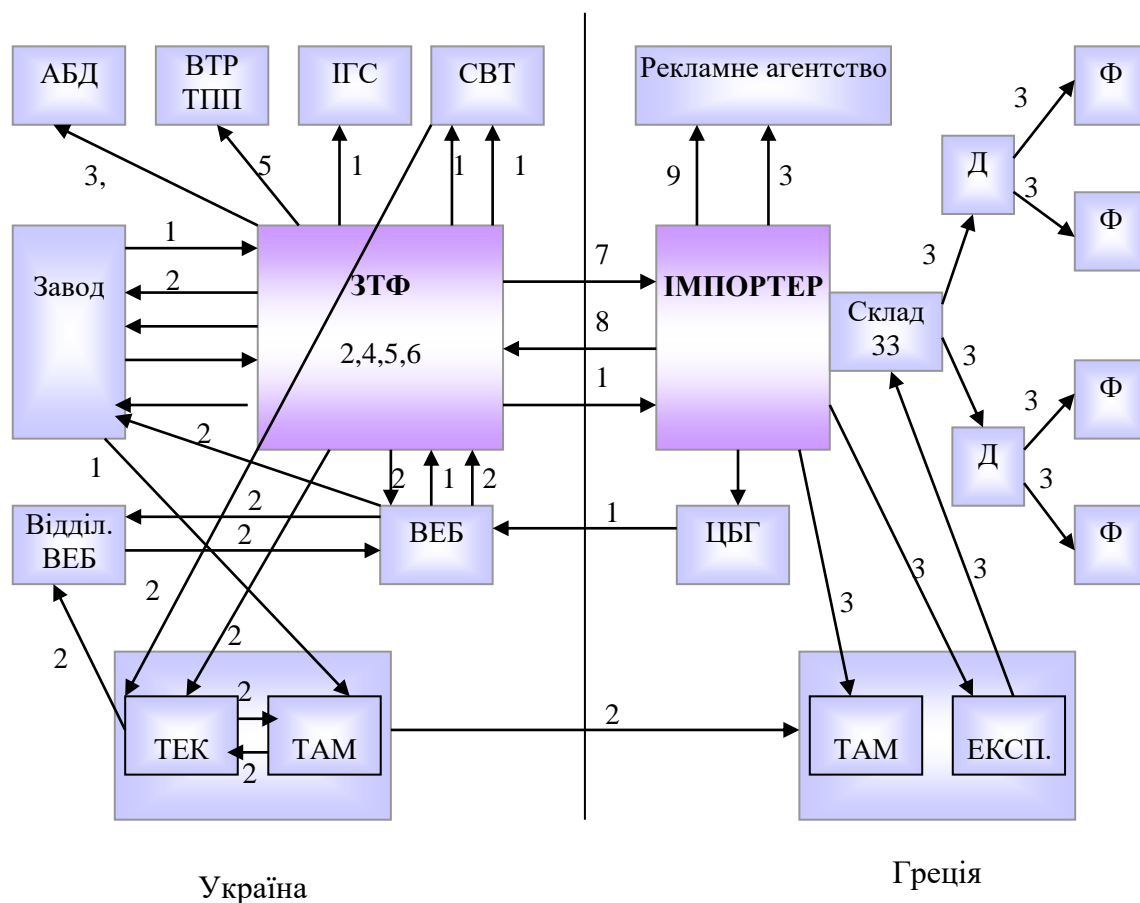 АБД
ВТР
ТПП
ІГС
СВТ
Рекламне агентство
Ф
3
3,
5
1
1
1
9
3
Д
3
Ф
Завод
1
2
ЗТФ
2,4,5,6
7
8
1
ІМПОРТЕР
Склад
33
3
3
Ф
3
Д
3
Ф
2
1
2
1
2
Відділ.
ВЕБ
2
2
ВЕБ
1
ЦБГ
2
2
2
3
3
3
ТЕК
2
2
ТАМ
2
ТАМ
ЕКСП.
Україна
Греція